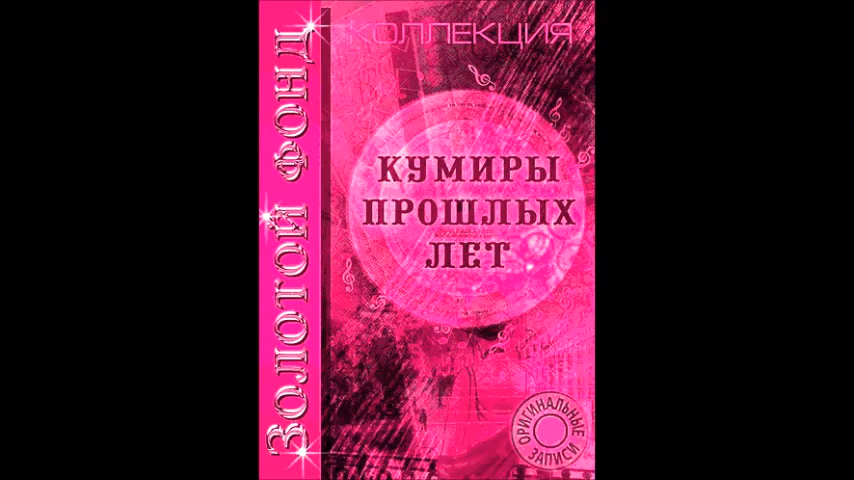 КОЛЛЕКЦИЯ
Золотой фонд
КУМИРЫ
ПРОШЛЫХ
ЛЕТ
ОРИГИНАЛЬНЫЕ
ЗАПИСИ